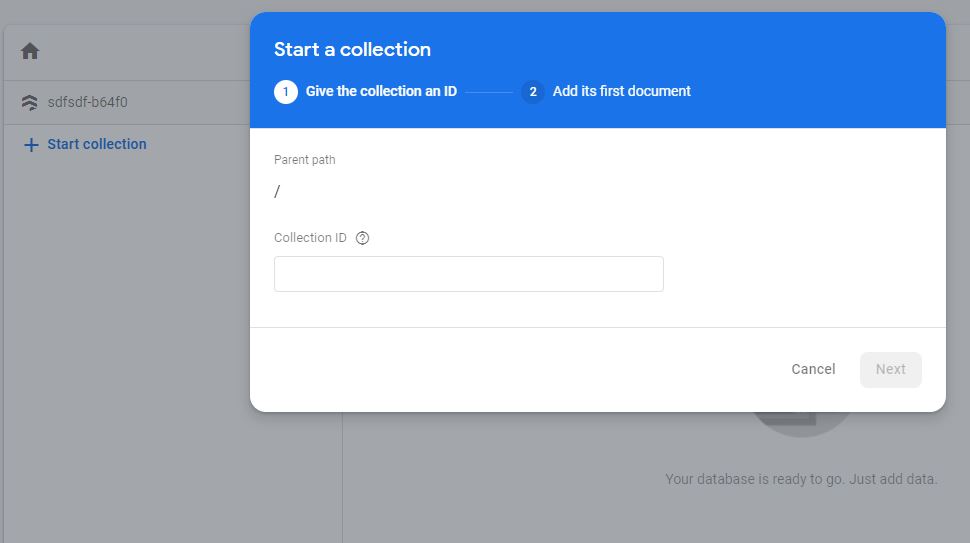 Start a collection
1 Give the collection an ID 2 Add its first document
sdfsdf-b64f0
Start collection
Parent path
/
Collection ID ?
Cancel Next
Your database is ready to go. Just add data.